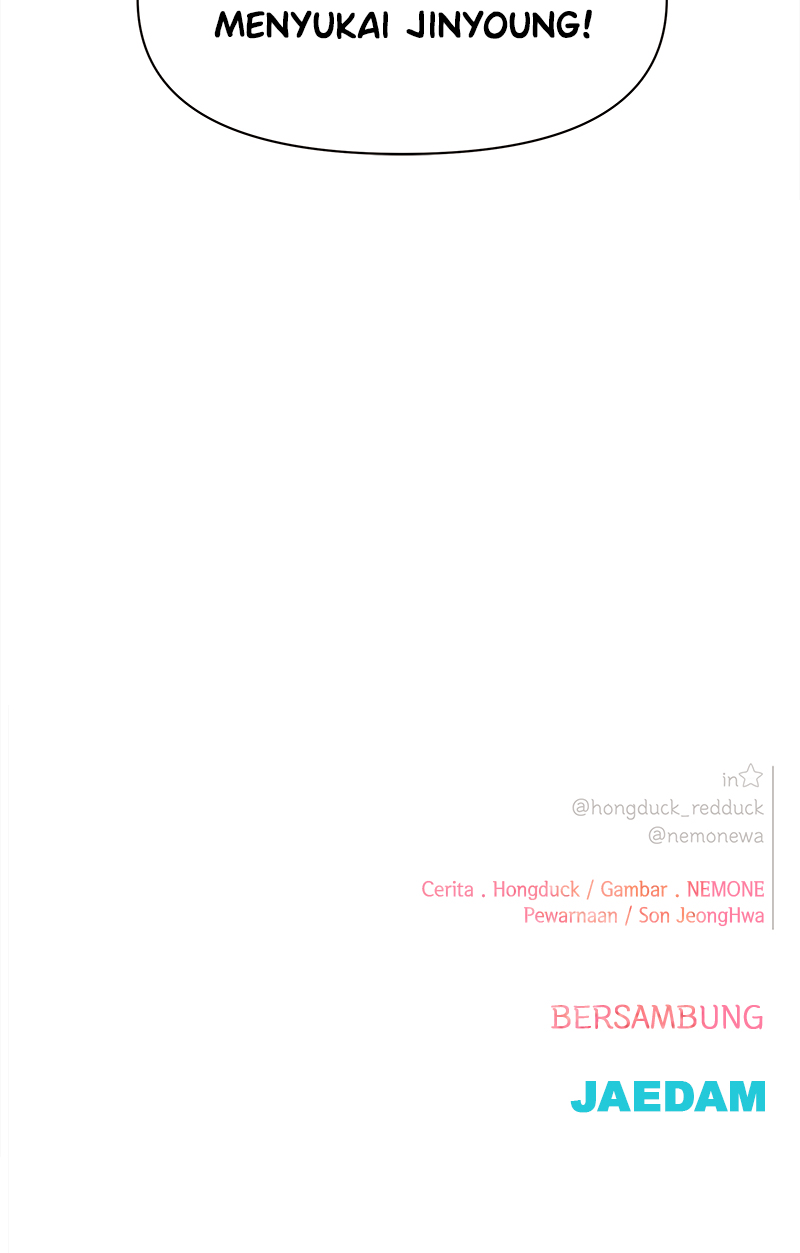 MENYUKAI JINYOUNG!
in☆
@hongduck_redduck
@nemonewa
Cerita . Hongduck / Gambar . NEMONE
Pewarnaan / Son JeongHwa
BERSAMBUNG
JAEDAM